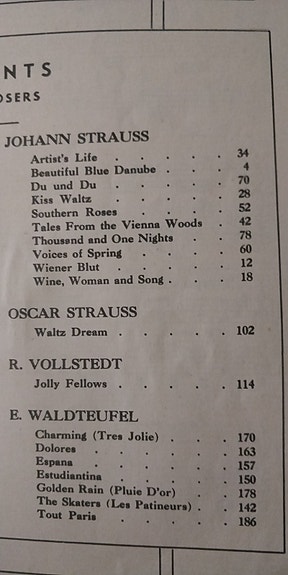 NTS
OSERS
JOHANN STRAUSS
Artist's Life . . . . . 34
Beautiful Blue Danube . . . 4
Du und Du . . . . . 70
Kiss Waltz . . . . . 28
Southern Roses . . . . 52
Tales From the Vienna Woods . 42
Thousand and One Nights . . 78
Voices of Spring . . . . 60
Wiener Blut . . . . . 12
Wine, Woman and Song . . . 18
OSCAR STRAUSS
Waltz Dream . . . . . 102
R. VOLLSTEDT
Jolly Fellows . . . . . 114
E. WALDTEUFEL
Charming (Tres Jolie) . . . 170
Dolores . . . . . . 163
Espana . . . . . . 157
Estudiantina . . . . . 150
Golden Rain (Pluie D'or) . . 178
The Skaters (Les Patineurs) . . 142
Tout Paris . . . . . 186